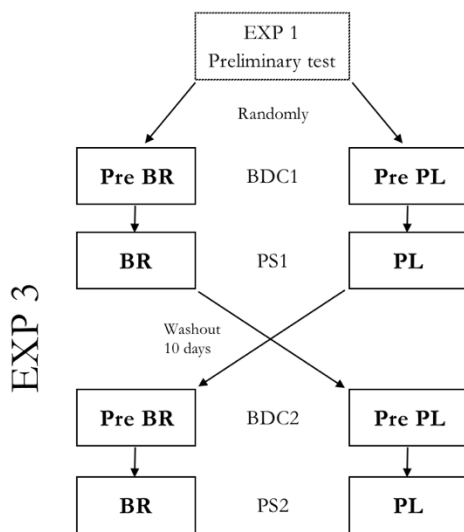 EXP 1
Preliminary test
Randomly
Pre BR
BDC1
Pre PL
BR
PS1
PL
EXP 3
Washout
10 days
Pre BR
BDC2
Pre PL
BR
PS2
PL